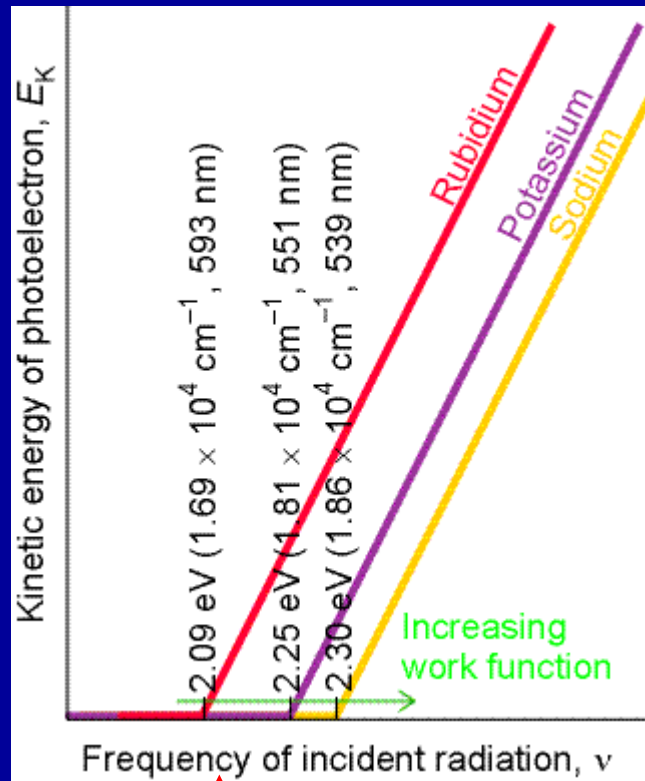 Kinetic energy of photoelectron, E_K
2.09 eV (1.69 × 10⁴ cm⁻¹, 593 nm)
2.25 eV (1.81 × 10⁴ cm⁻¹, 551 nm)
2.30 eV (1.86 × 10⁴ cm⁻¹, 539 nm)
Rubidium
Potassium
Sodium
Increasing
work function
Frequency of incident radiation, ν